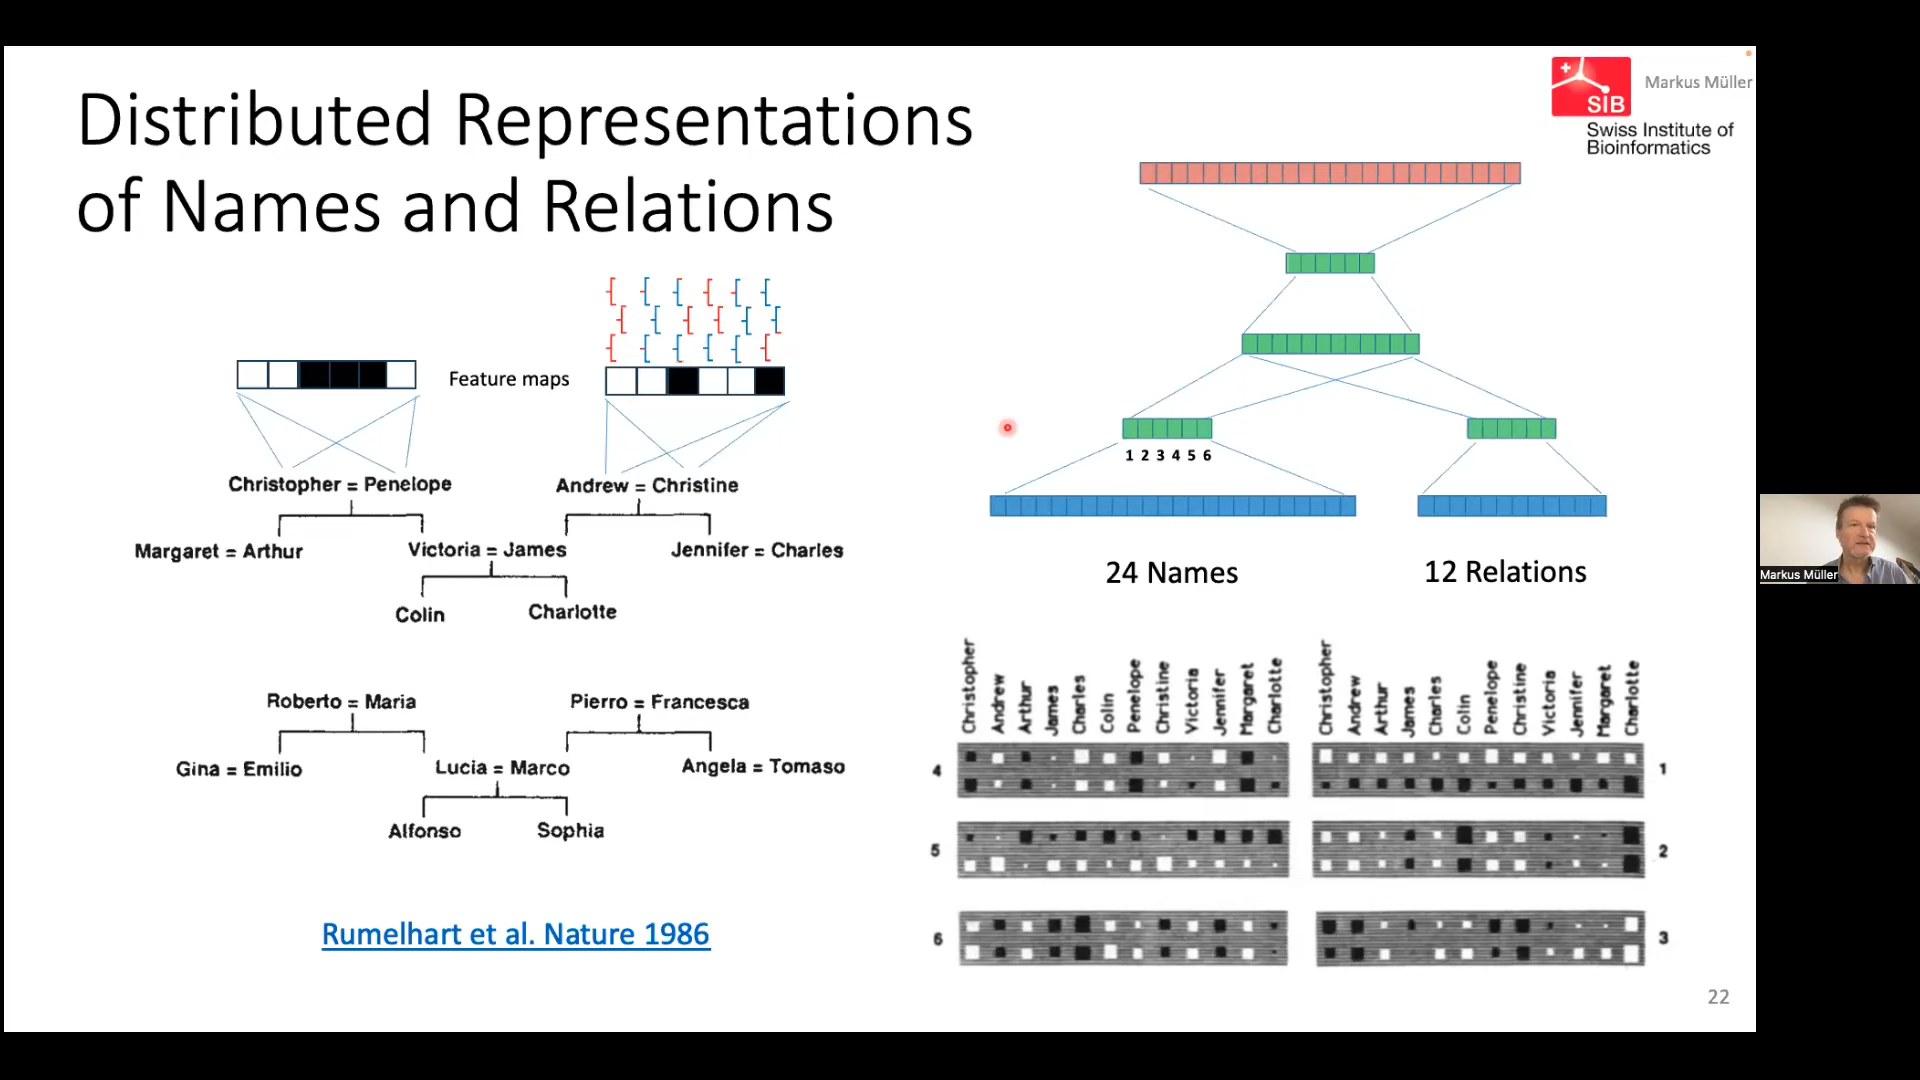 Distributed Representations
of Names and Relations
SIB
Markus Müller
Swiss Institute of
Bioinformatics
Feature maps
Christopher = Penelope
Andrew = Christine
Margaret = Arthur
Victoria = James
Jennifer = Charles
Colin
Charlotte
Roberto = Maria
Pierro = Francesca
Gina = Emilio
Lucia = Marco
Angela = Tomaso
Alfonso
Sophia
Rumelhart et al. Nature 1986
1 2 3 4 5 6
24 Names
12 Relations
Christopher
Andrew
Arthur
James
Charles
Colin
Penelope
Christine
Victoria
Jennifer
Margaret
Charlotte
Christopher
Andrew
Arthur
James
Charles
Colin
Penelope
Christine
Victoria
Jennifer
Margaret
Charlotte
4
1
5
2
6
3
22
Markus Müller